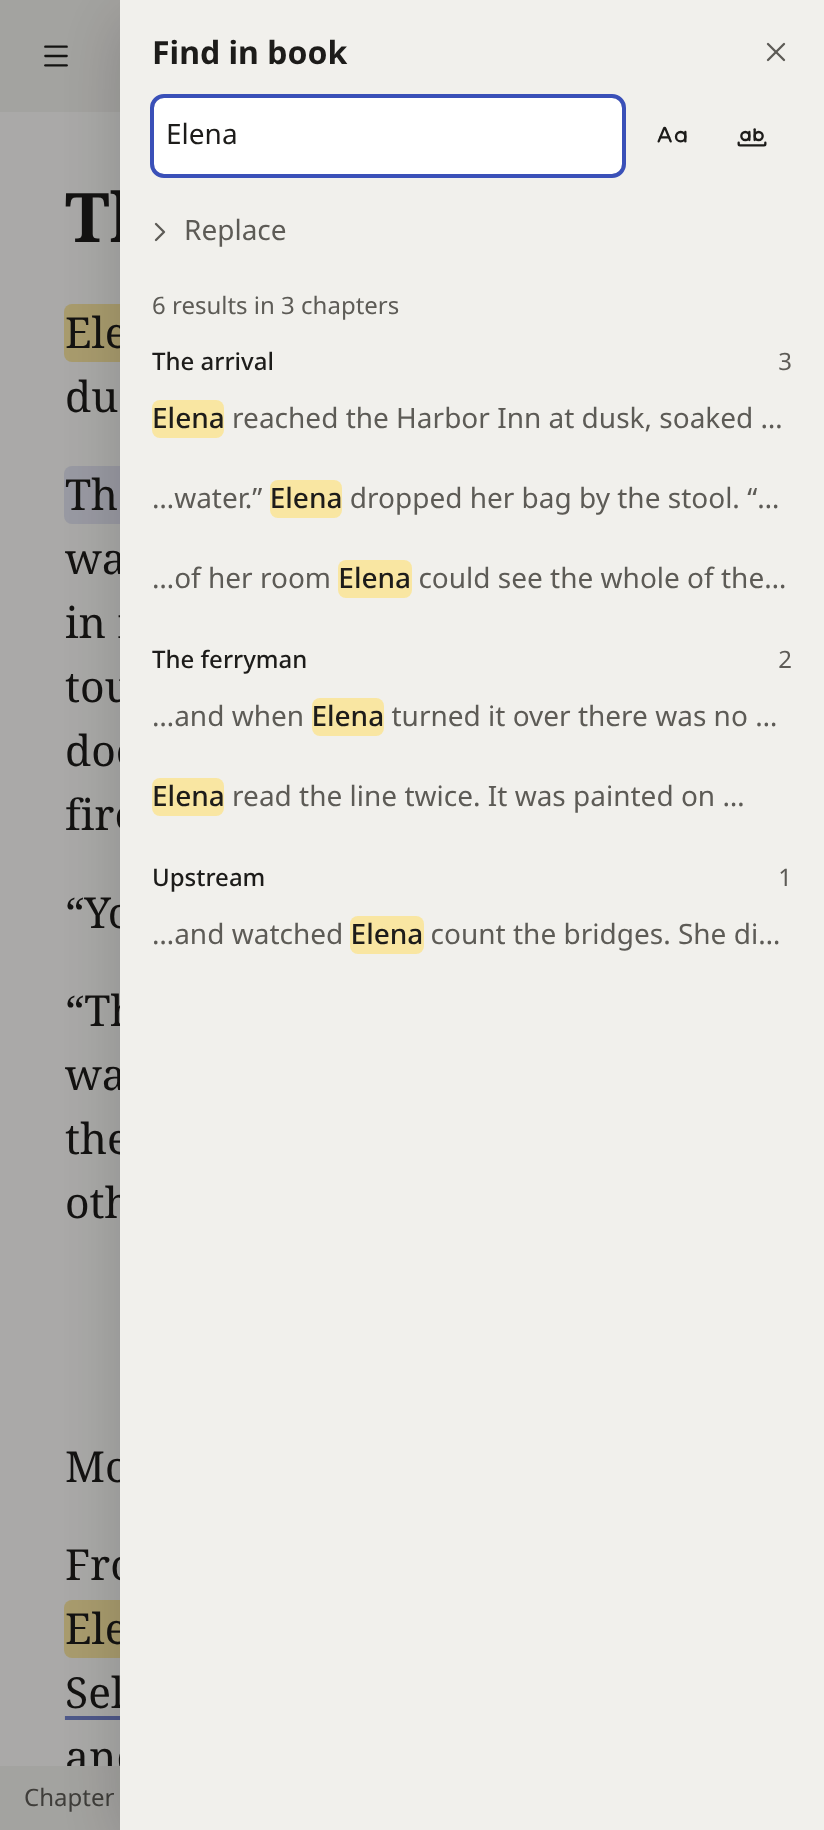 Find in book
Elena
Aa
ab
Replace
6 results in 3 chapters
The arrival 3
Elena reached the Harbor Inn at dusk, soaked ...
...water.” Elena dropped her bag by the stool. “...
...of her room Elena could see the whole of the...
The ferryman 2
...and when Elena turned it over there was no ...
Elena read the line twice. It was painted on ...
Upstream 1
...and watched Elena count the bridges. She di...
Chapter